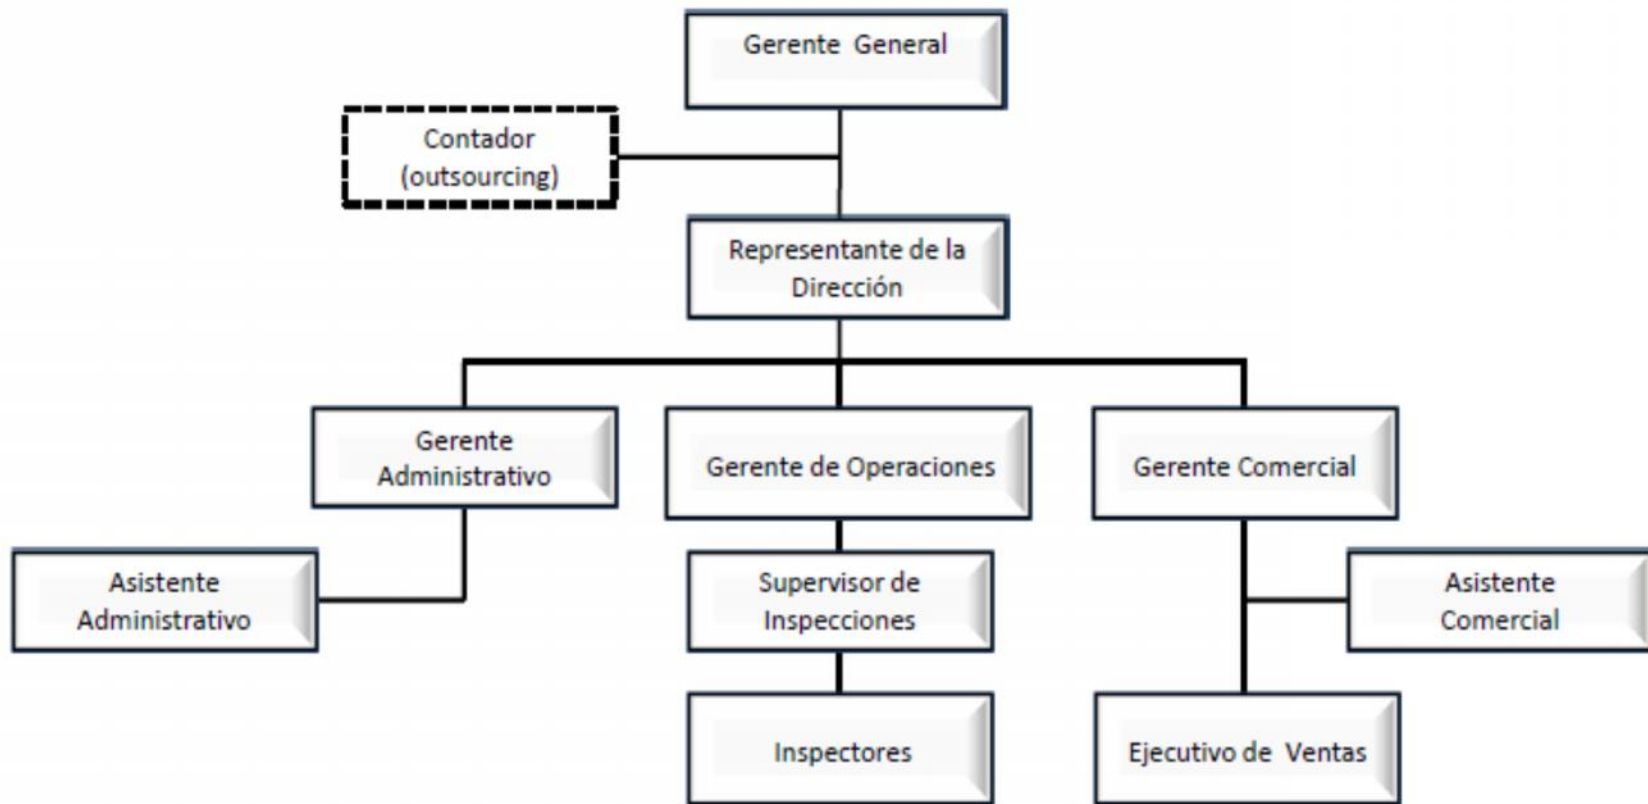 Gerente General
Contador
(outsourcing)
Representante de la
Dirección
Gerente
Administrativo
Gerente de Operaciones
Gerente Comercial
Asistente
Administrativo
Supervisor de
Inspecciones
Asistente
Comercial
Inspectores
Ejecutivo de Ventas